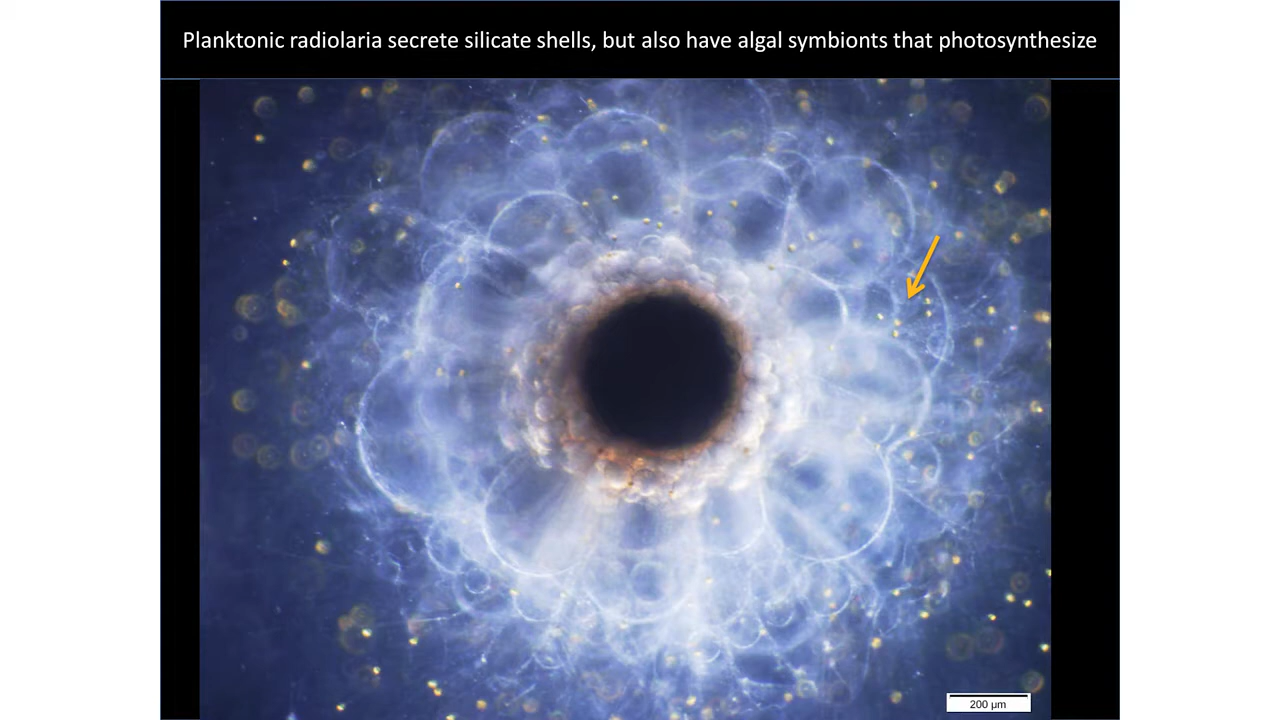 Planktonic radiolaria secrete silicate shells, but also have algal symbionts that photosynthesize
200 µm